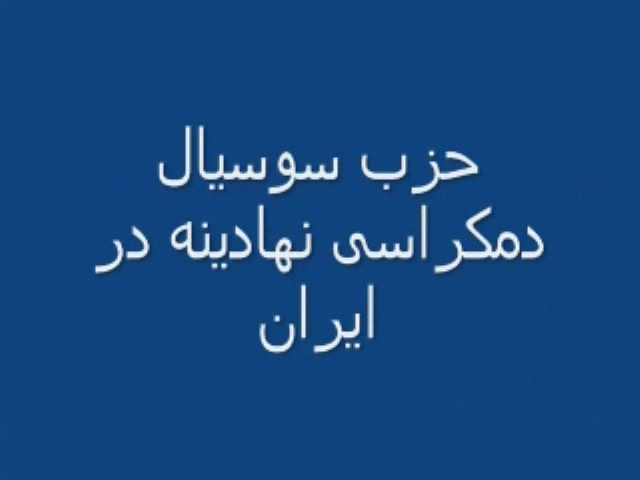 حزب سوسیال
دمکراسی نهادینه در
ایران